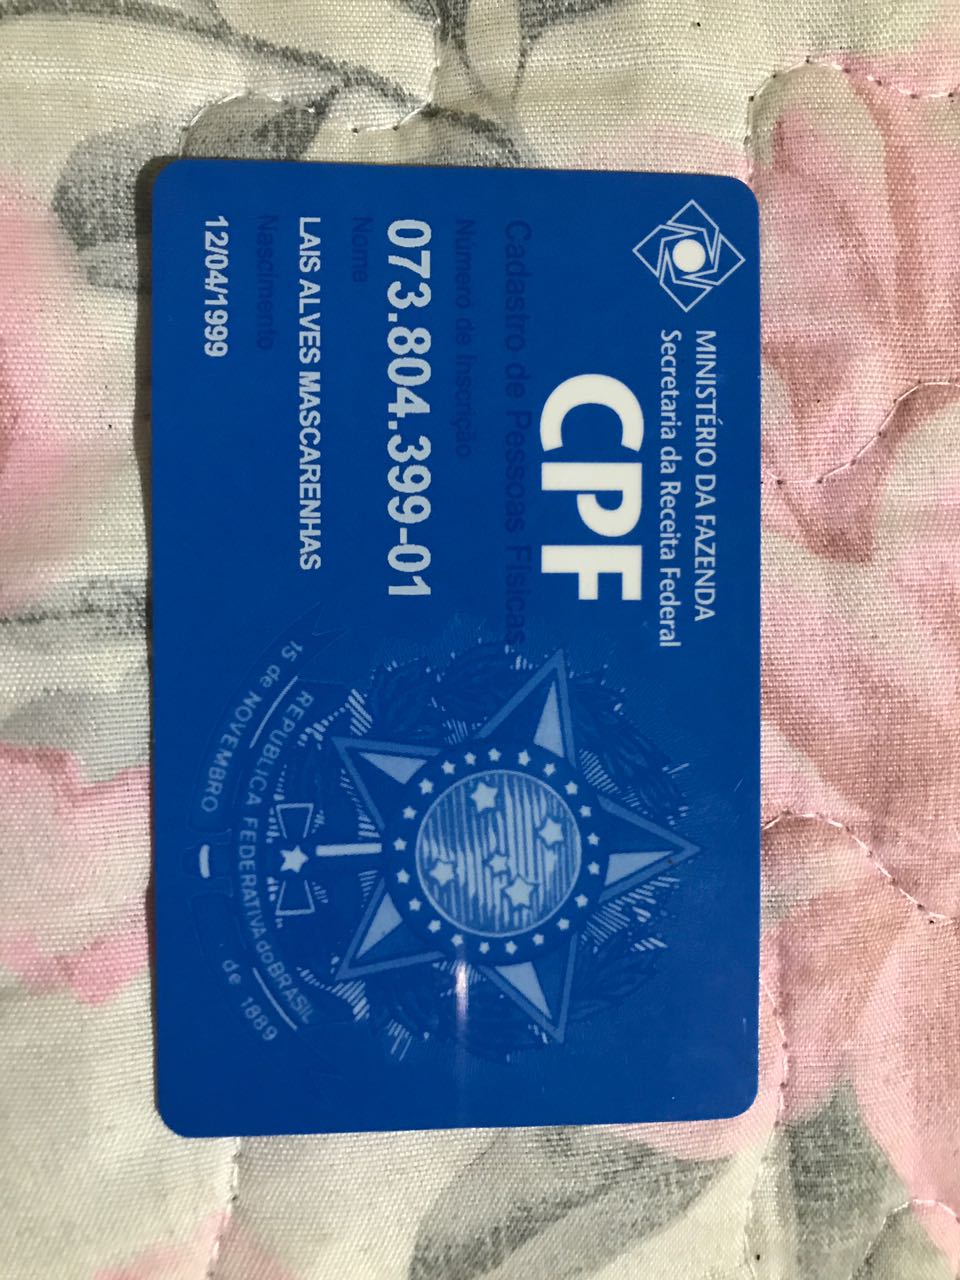 MINISTÉRIO DA FAZENDA
Secretaria da Receita Federal
CPF
Cadastro de Pessoas Físicas
Número de Inscrição
073.804.399-01
Nome
LAIS ALVES MASCARENHAS
Nascimento
12/04/1999
REPUBLICA FEDERATIVA do BRASIL
15 de NOVEMBRO de 1889